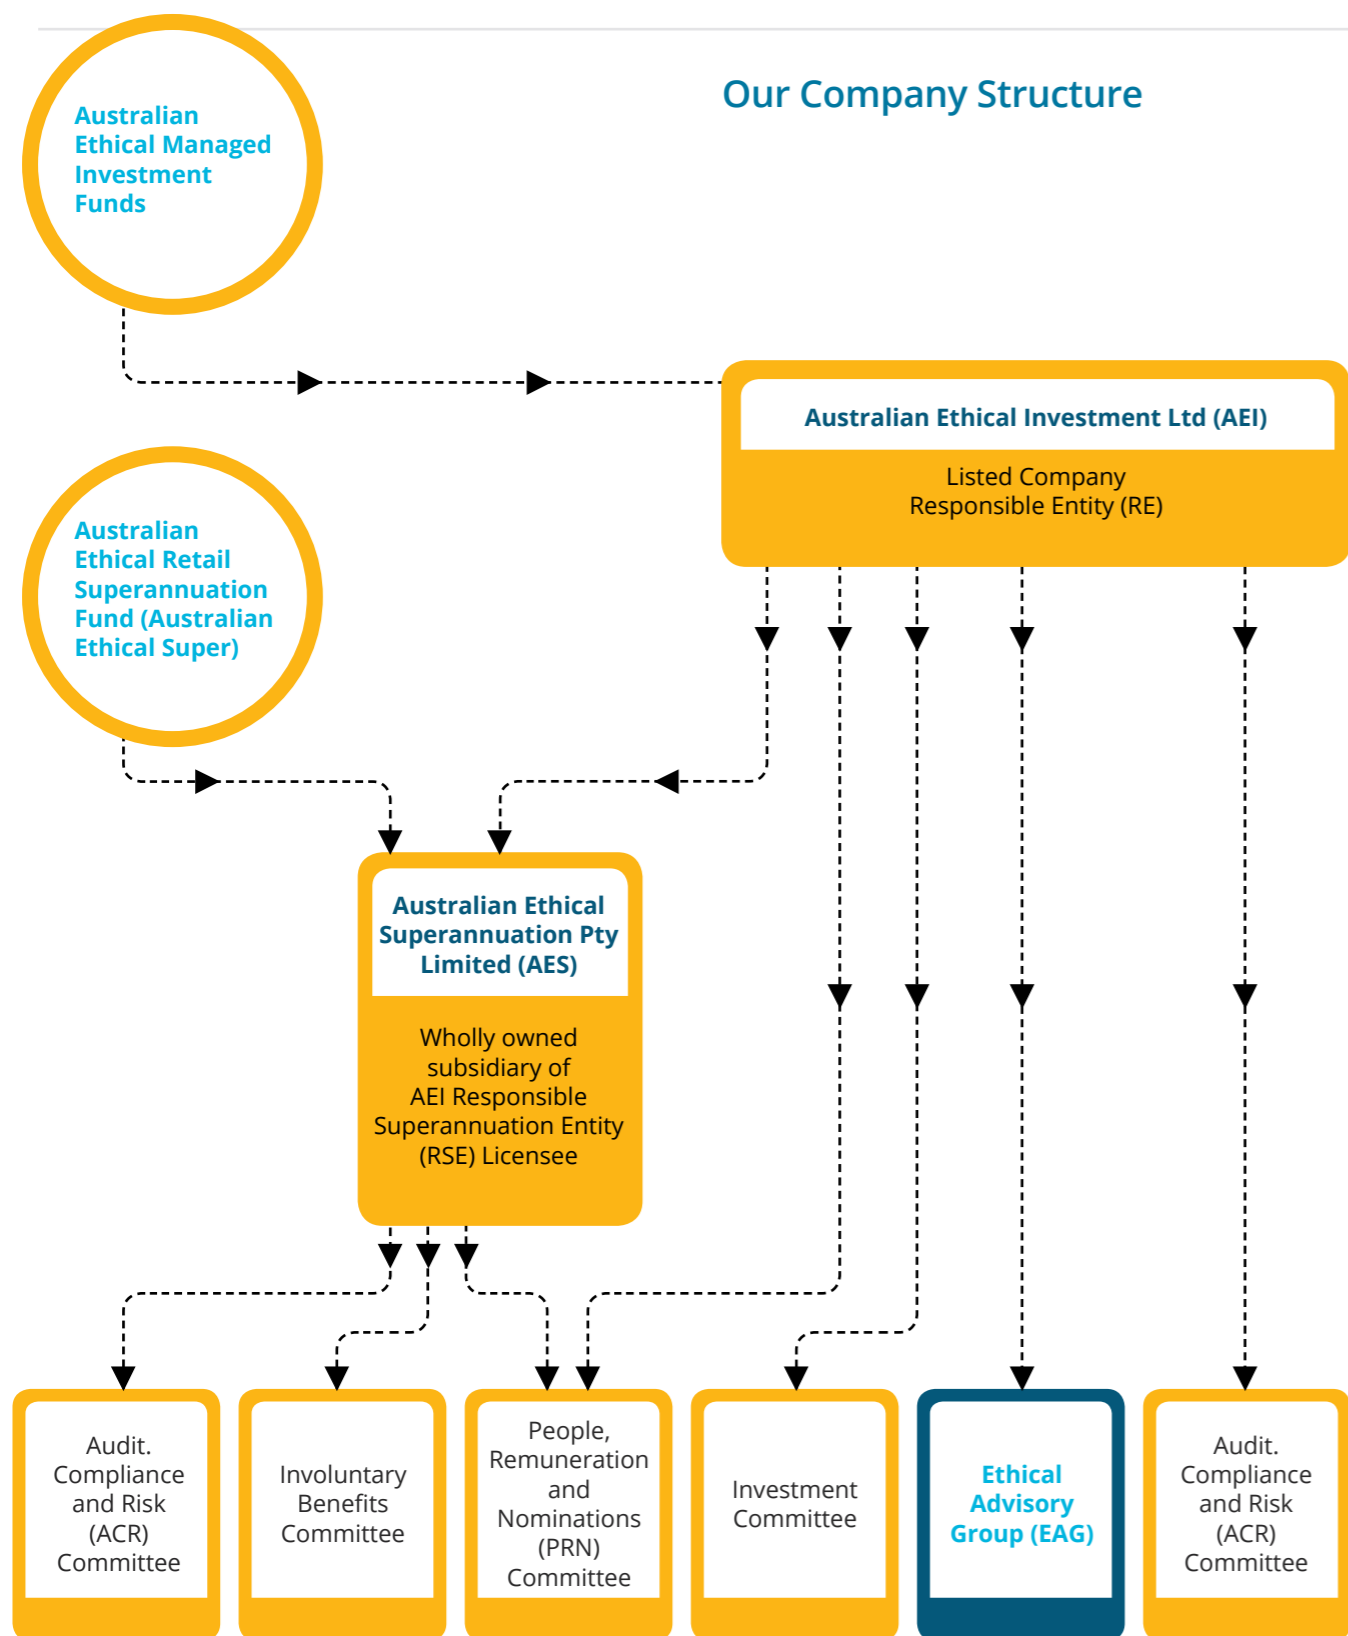 Our Company Structure
Australian
Ethical Managed
Investment
Funds
Australian Ethical Investment Ltd (AEI)
Listed Company
Responsible Entity (RE)
Australian
Ethical Retail
Superannuation
Fund (Australian
Ethical Super)
Australian Ethical
Superannuation Pty
Limited (AES)
Wholly owned
subsidiary of
AEI Responsible
Superannuation Entity
(RSE) Licensee
Audit.
Compliance
and Risk
(ACR)
Committee
Involuntary
Benefits
Committee
People,
Remuneration
and
Nominations
(PRN)
Committee
Investment
Committee
Ethical
Advisory
Group (EAG)
Audit.
Compliance
and Risk
(ACR)
Committee